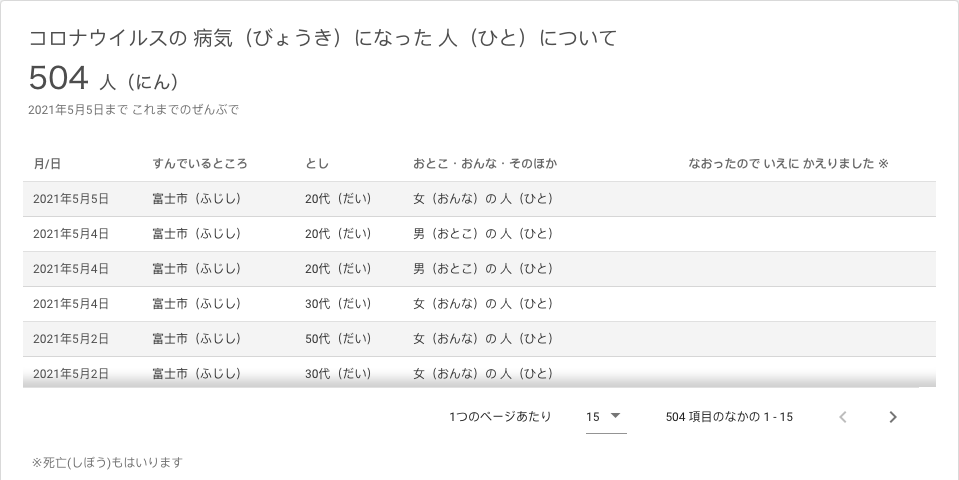 コロナウイルスの 病気（びょうき）になった 人（ひと）について
504 人（にん）
2021年5月5日まで これまでのぜんぶで
月/日 すんでいるところ とし おとこ・おんな・そのほか なおったので いえに かえりました ※
2021年5月5日 富士市（ふじし） 20代（だい） 女（おんな）の 人（ひと）
2021年5月4日 富士市（ふじし） 20代（だい） 男（おとこ）の 人（ひと）
2021年5月4日 富士市（ふじし） 20代（だい） 男（おとこ）の 人（ひと）
2021年5月4日 富士市（ふじし） 30代（だい） 女（おんな）の 人（ひと）
2021年5月2日 富士市（ふじし） 50代（だい） 女（おんな）の 人（ひと）
2021年5月2日 富士市（ふじし） 30代（だい） 女（おんな）の 人（ひと）
1つのページあたり 15 504 項目のなかの 1 - 15
※死亡(しぼう)もはいります